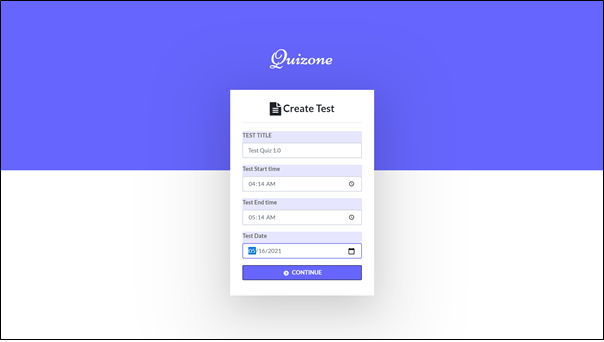 Quizone
Create Test
TEST TITLE
Test Quiz 1.0
Test Start time
04:14 AM
Test End time
05:14 AM
Test Date
05/16/2021
CONTINUE